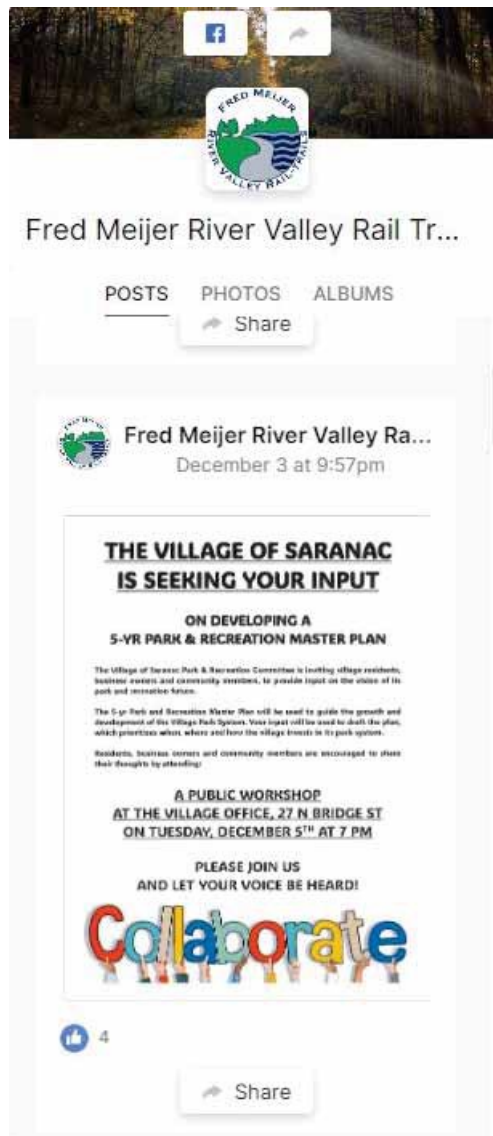 FRED MEIJER
RIVER VALLEY RAIL-TRAILS
Fred Meijer River Valley Rail Tr...
POSTS PHOTOS ALBUMS
Share
Fred Meijer River Valley Ra...
December 3 at 9:57pm
THE VILLAGE OF SARANAC
IS SEEKING YOUR INPUT
ON DEVELOPING A
5-YR PARK & RECREATION MASTER PLAN
The Village of Saranac Park & Recreation Committee is inviting village residents,
business owners and community members, to provide input on the vision of its
park and recreation future.
The 5-yr Park and Recreation Master Plan will be used to guide the growth and
development of the Village Park System. Your input will be used to draft the plan,
which prioritizes when, where and how the village invests in its park system.
Residents, business owners and community members are encouraged to share
their thoughts by attending:
A PUBLIC WORKSHOP
AT THE VILLAGE OFFICE, 27 N BRIDGE ST
ON TUESDAY, DECEMBER 5TH AT 7 PM
PLEASE JOIN US
AND LET YOUR VOICE BE HEARD!
Collaborate
4
Share